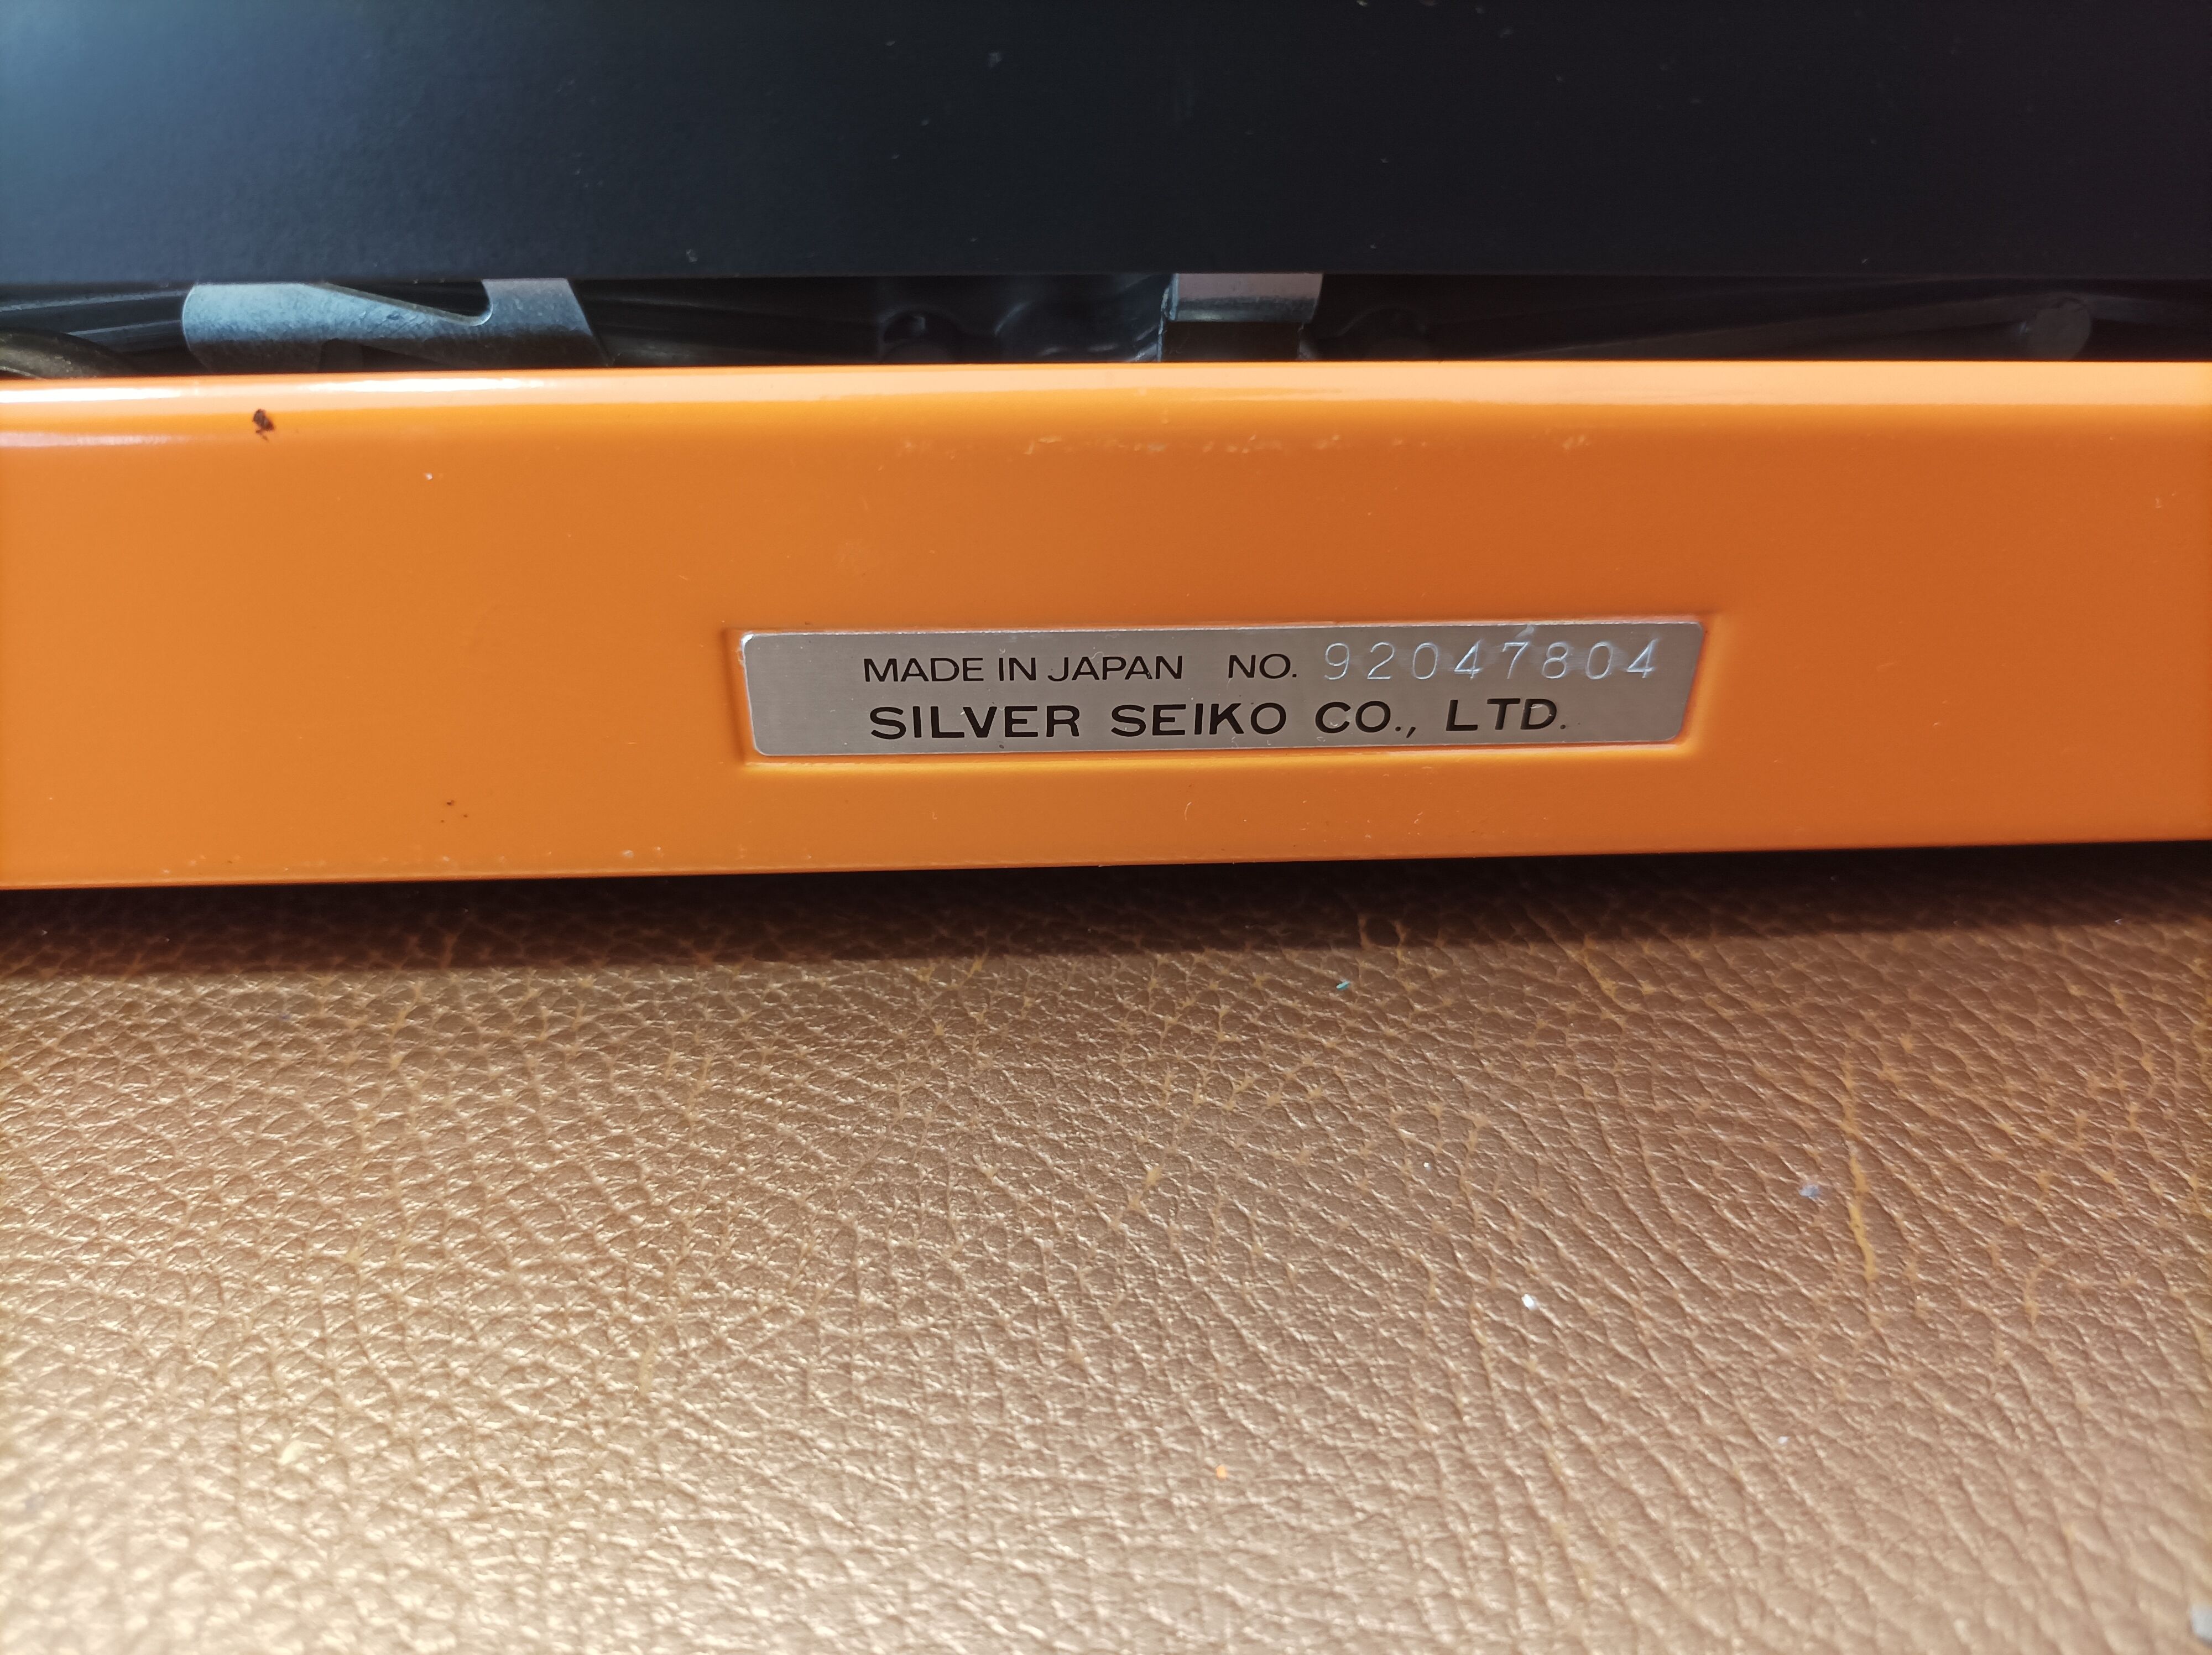 MADE IN JAPAN NO. 92047804
SILVER SEIKO CO., LTD.